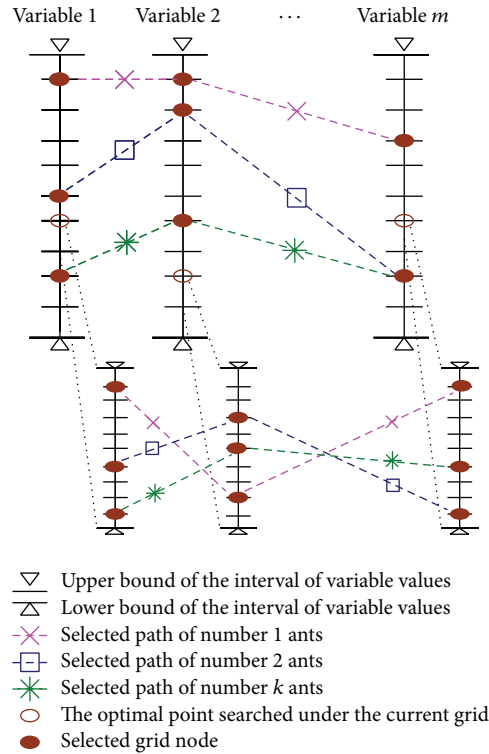 Variable 1 Variable 2 ... Variable m
Upper bound of the interval of variable values
Lower bound of the interval of variable values
Selected path of number 1 ants
Selected path of number 2 ants
Selected path of number k ants
The optimal point searched under the current grid
Selected grid node